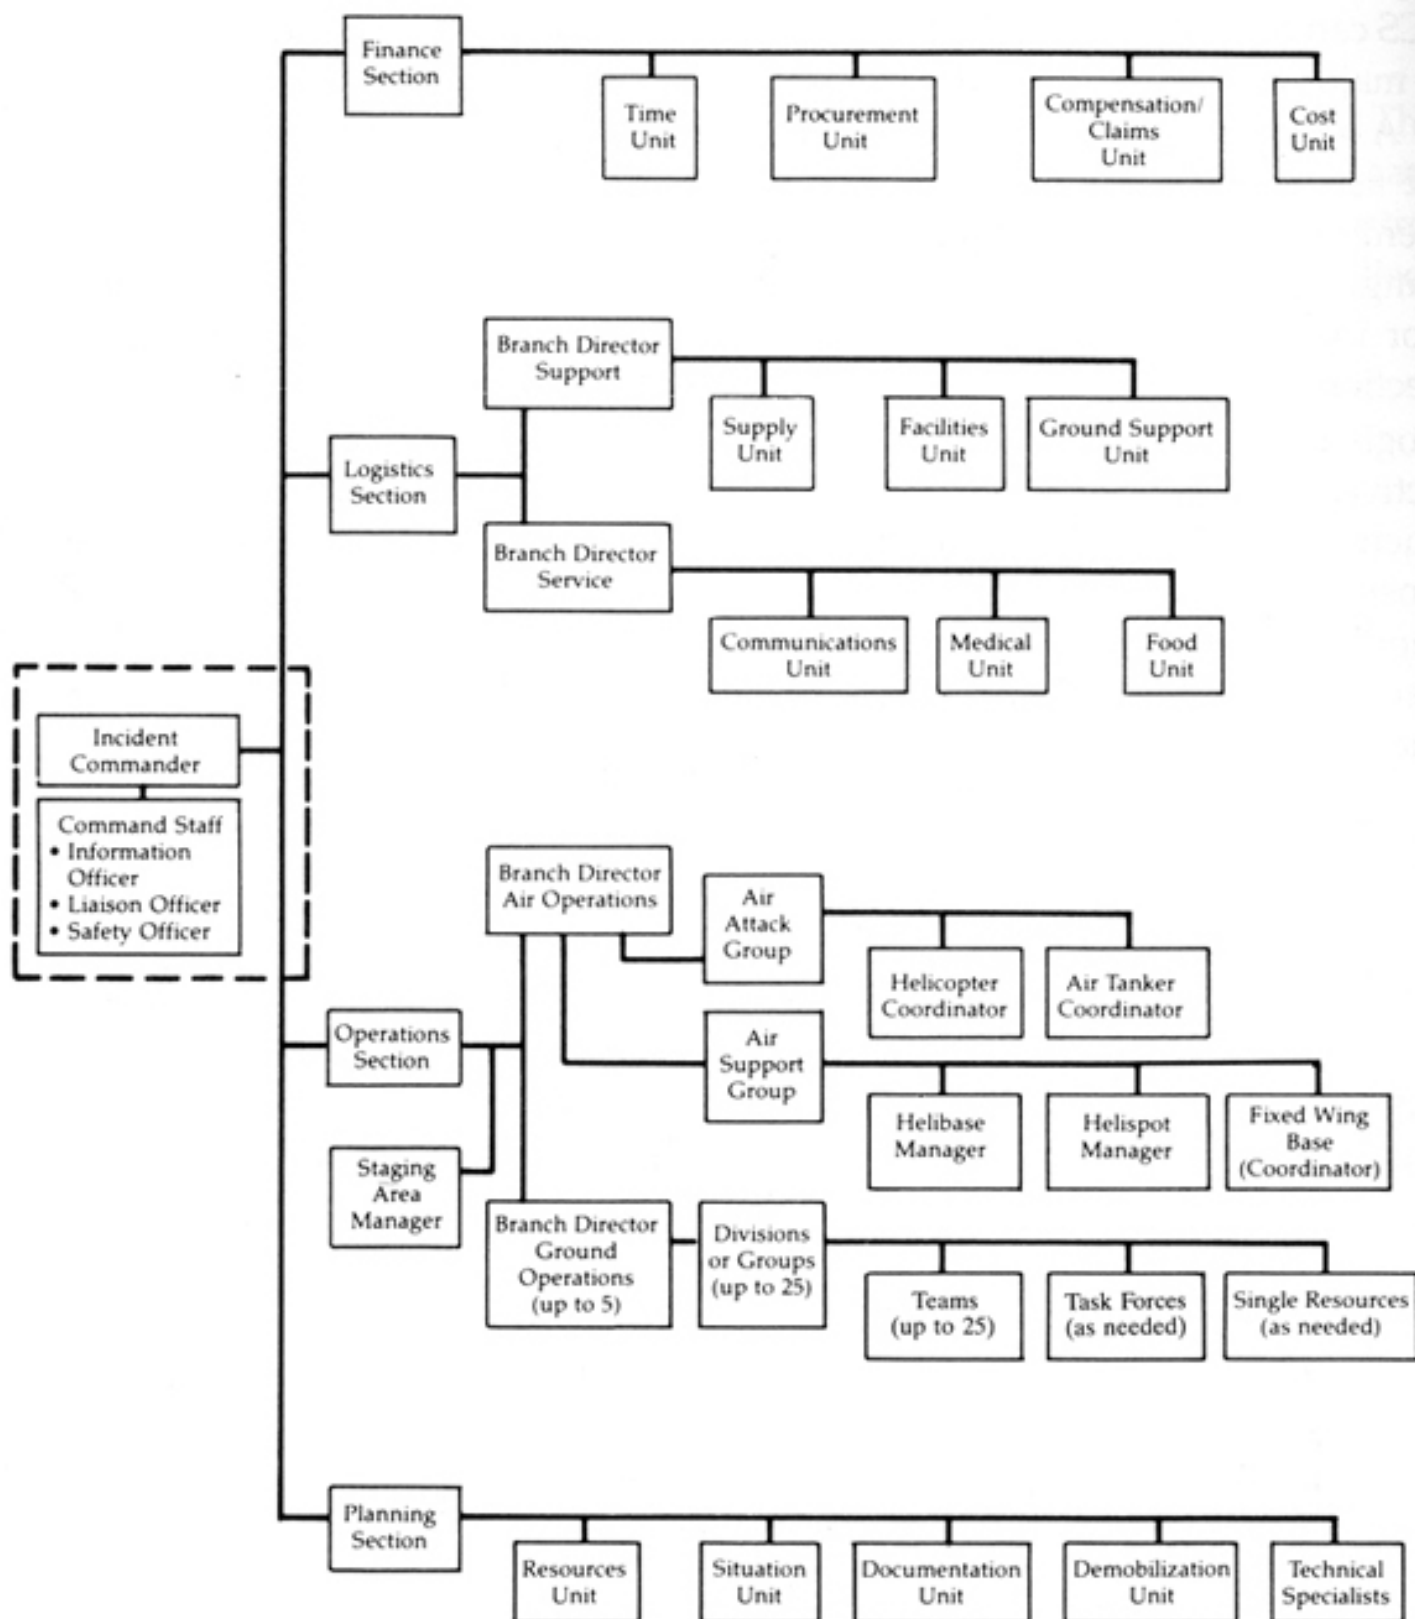 Finance
Section
Time
Unit
Procurement
Unit
Compensation/
Claims
Unit
Cost
Unit
Branch Director
Support
Supply
Unit
Facilities
Unit
Ground Support
Unit
Logistics
Section
Branch Director
Service
Communications
Unit
Medical
Unit
Food
Unit
Incident
Commander
Command Staff
• Information
Officer
• Liaison Officer
• Safety Officer
Branch Director
Air Operations
Air
Attack
Group
Helicopter
Coordinator
Air Tanker
Coordinator
Operations
Section
Air
Support
Group
Helibase
Manager
Helispot
Manager
Fixed Wing
Base
(Coordinator)
Staging
Area
Manager
Branch Director
Ground
Operations
(up to 5)
Divisions
or Groups
(up to 25)
Teams
(up to 25)
Task Forces
(as needed)
Single Resources
(as needed)
Planning
Section
Resources
Unit
Situation
Unit
Documentation
Unit
Demobilization
Unit
Technical
Specialists